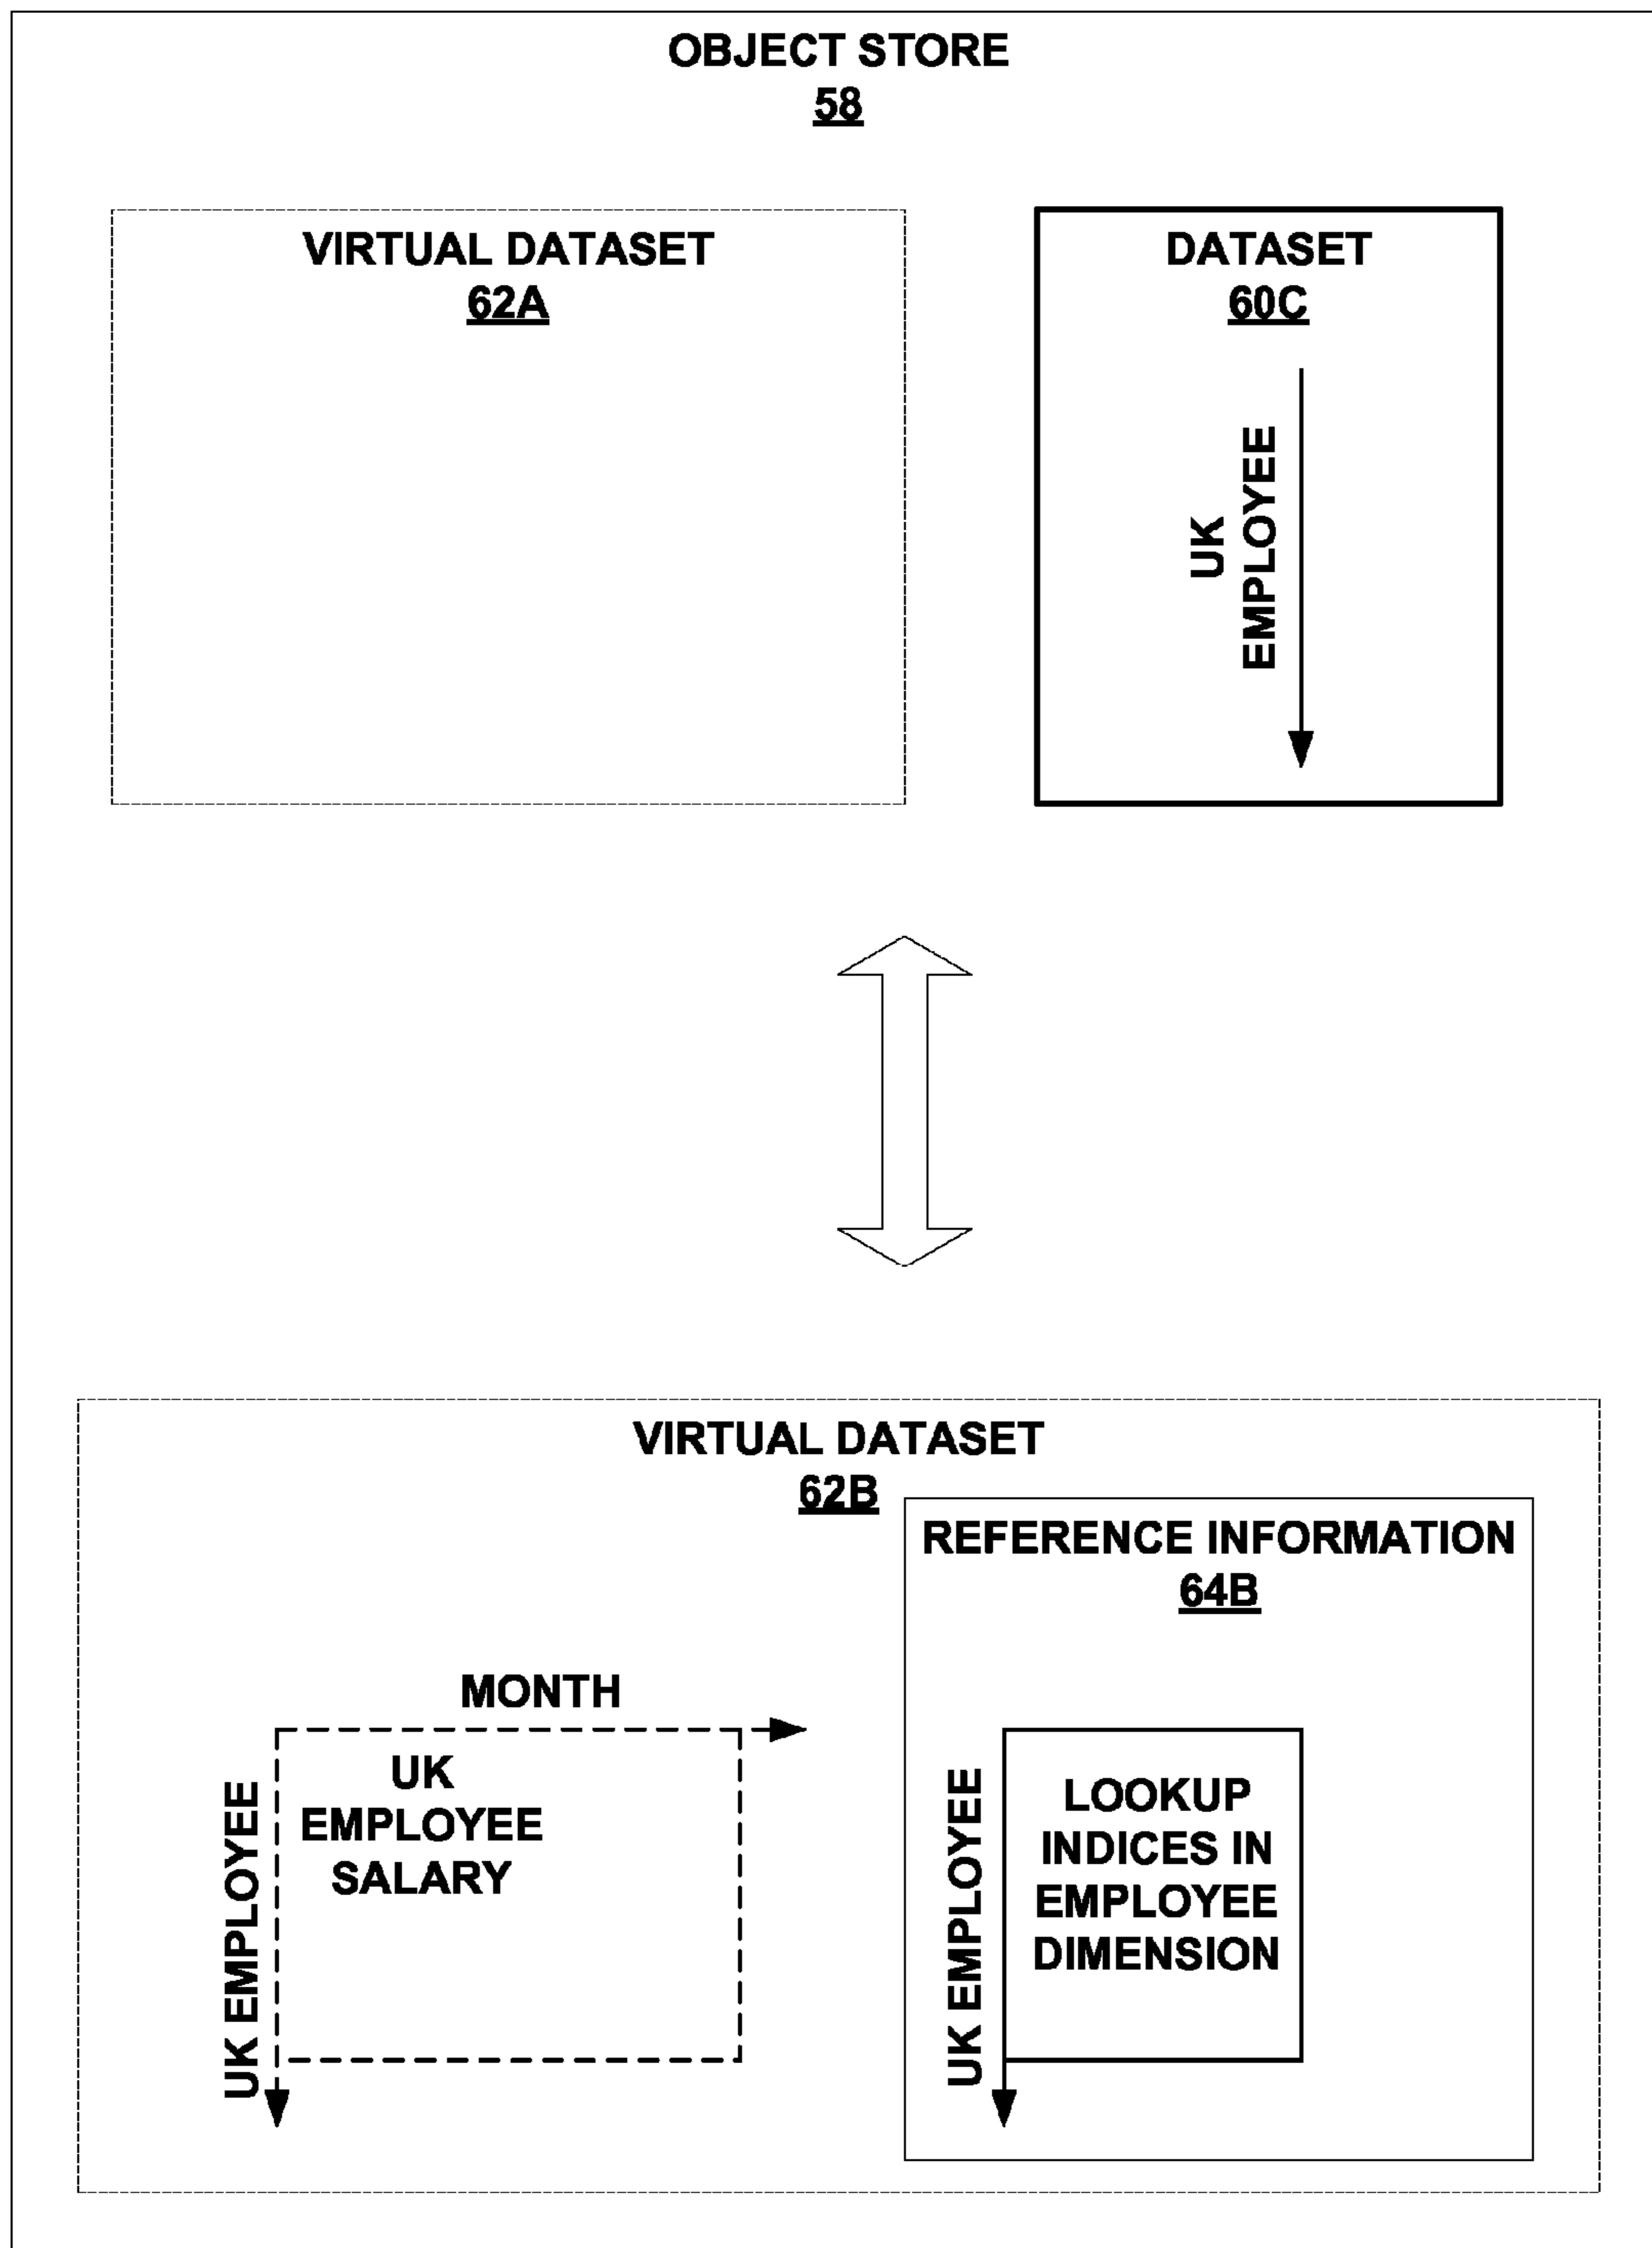 OBJECT STORE
58
VIRTUAL DATASET
62A
DATASET
60C
UK
EMPLOYEE
VIRTUAL DATASET
62B
REFERENCE INFORMATION
64B
MONTH
UK EMPLOYEE
UK
EMPLOYEE
SALARY
UK EMPLOYEE
LOOKUP
INDICES IN
EMPLOYEE
DIMENSION